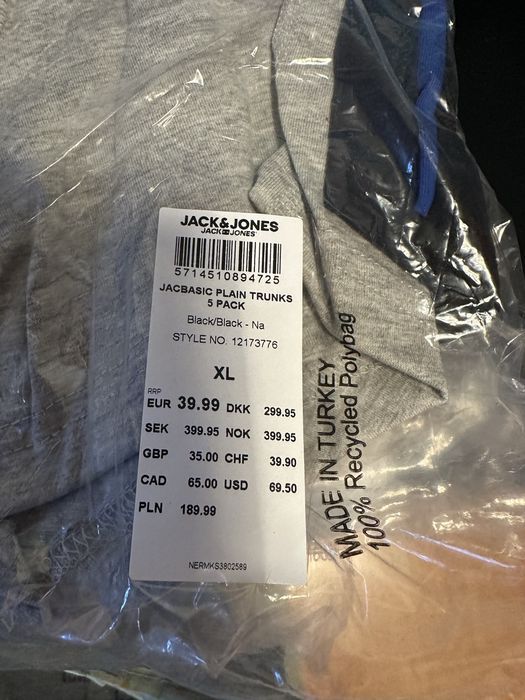 JACK&JONES
JACK JONES
5714510894725
JACBASIC PLAIN TRUNKS
5 PACK
Black/Black - Na
STYLE NO. 12173776
XL
RRP
EUR 39.99 DKK 299.95
SEK 399.95 NOK 399.95
GBP 35.00 CHF 39.90
CAD 65.00 USD 69.50
PLN 189.99
NERMKS3802589
MADE IN TURKEY
100% Recycled Polybag